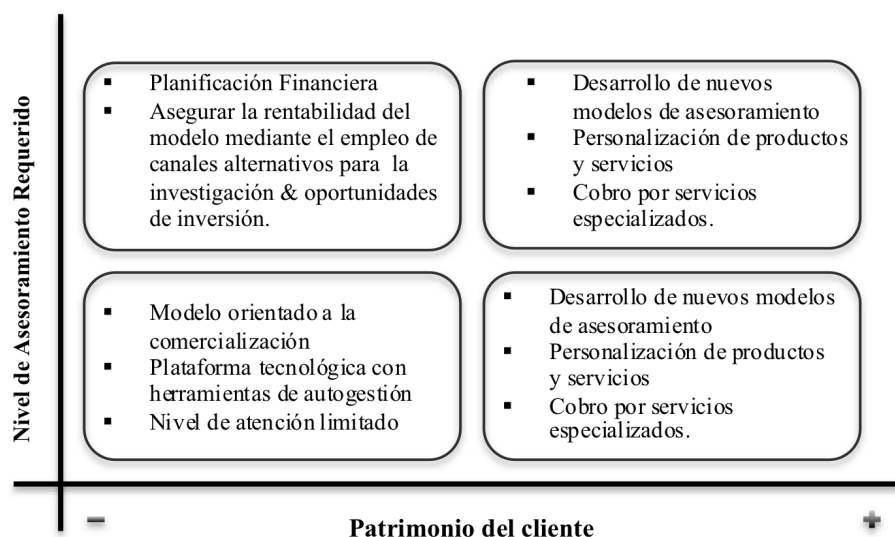 Nivel de Asesoramiento Requerido
▪ Planificación Financiera
▪ Asegurar la rentabilidad del
modelo mediante el empleo de
canales alternativos para la
investigación & oportunidades
de inversión.
▪ Desarrollo de nuevos
modelos de asesoramiento
▪ Personalización de productos
y servicios
▪ Cobro por servicios
especializados.
▪ Modelo orientado a la
comercialización
▪ Plataforma tecnológica con
herramientas de autogestión
▪ Nivel de atención limitado
▪ Desarrollo de nuevos modelos
de asesoramiento
▪ Personalización de productos
y servicios
▪ Cobro por servicios
especializados.
− +
Patrimonio del cliente